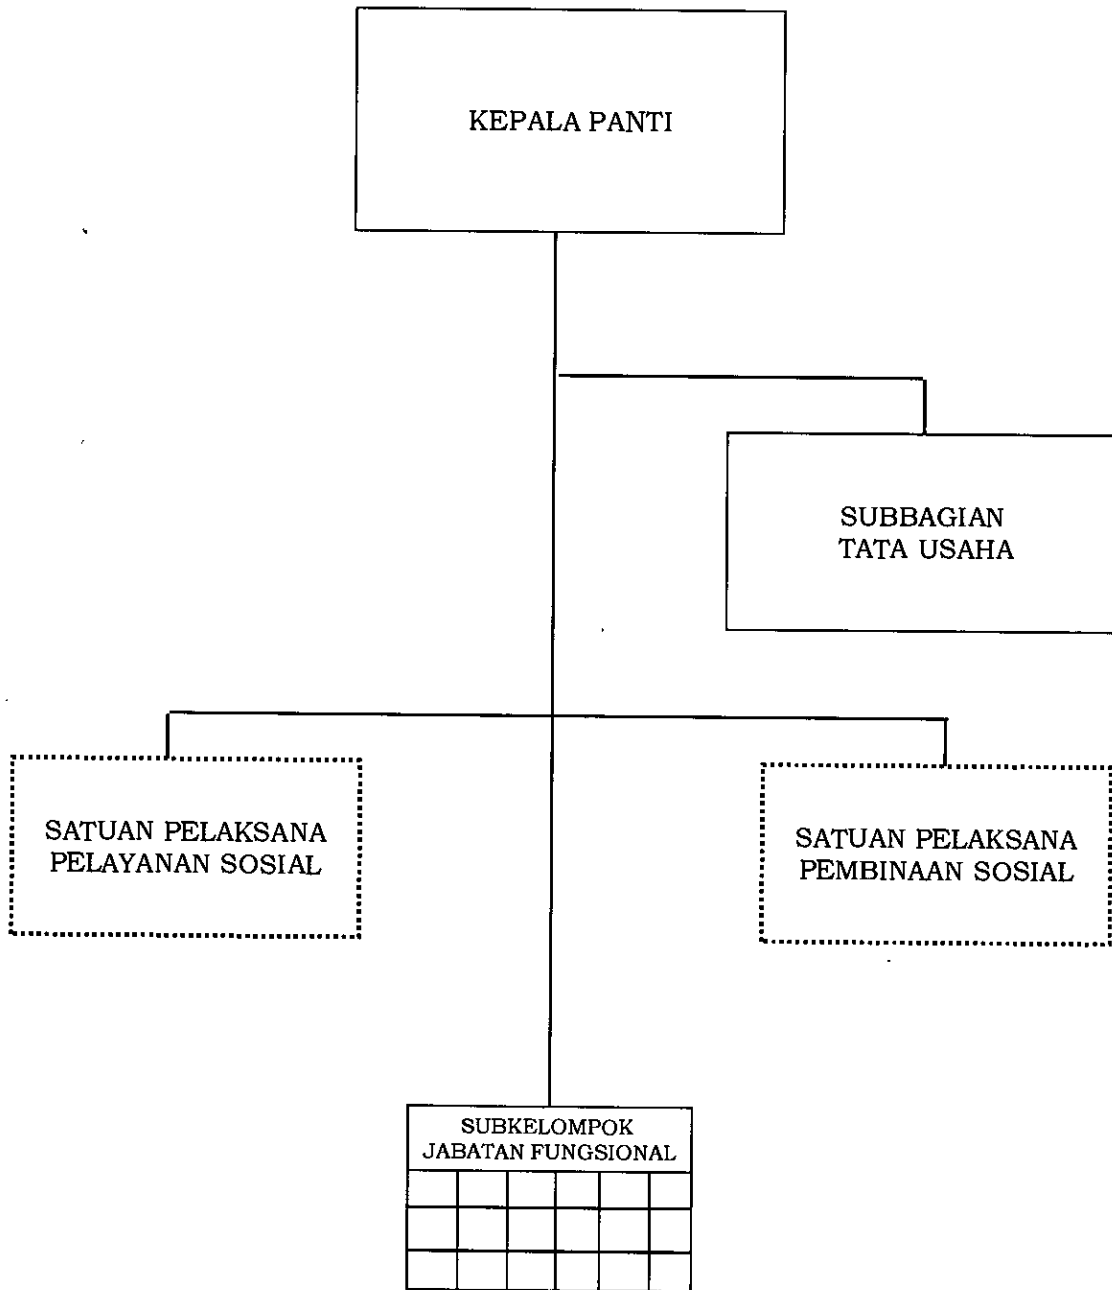 KEPALA PANTI
SUBBAGIAN
TATA USAHA
SATUAN PELAKSANA
PELAYANAN SOSIAL
SATUAN PELAKSANA
PEMBINAAN SOSIAL
SUBKELOMPOK
JABATAN FUNGSIONAL